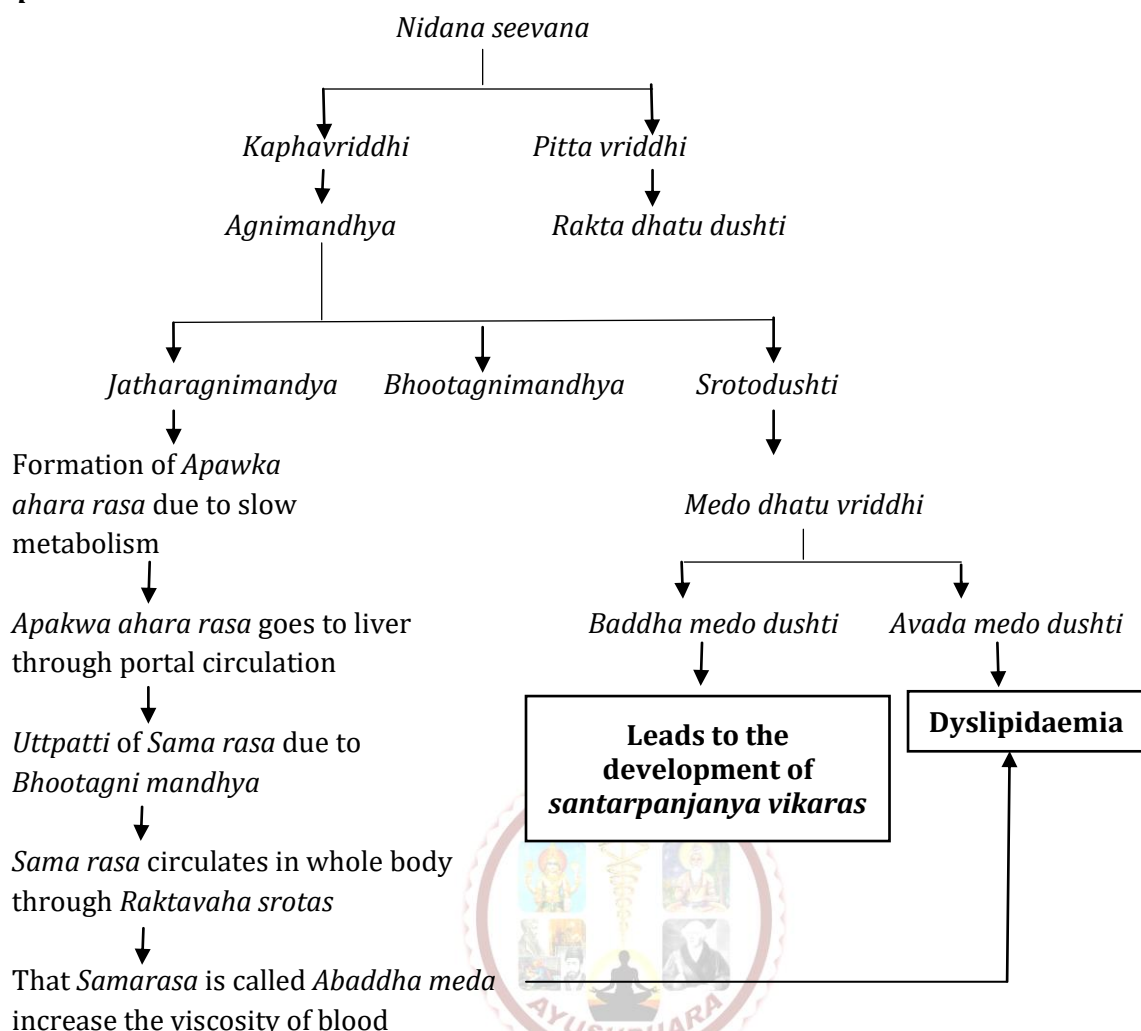 Nidana seevana
Kaphavriddhi
Pitta vriddhi
Agnimandhya
Rakta dhatu dushti
Jatharagnimandya
Bhootagnimandhya
Srotodushti
Formation of Apawka
ahara rasa due to slow
metabolism
Medo dhatu vriddhi
Apakwa ahara rasa goes to liver
through portal circulation
Baddha medo dushti
Avada medo dushti
Leads to the
development of
santarpanjanya vikaras
Dyslipidaemia
Uttpatti of Sama rasa due to
Bhootagni mandhya
Sama rasa circulates in whole body
through Raktavaha srotas
That Samarasa is called Abaddha meda
increase the viscosity of blood
AYUSHDHARA